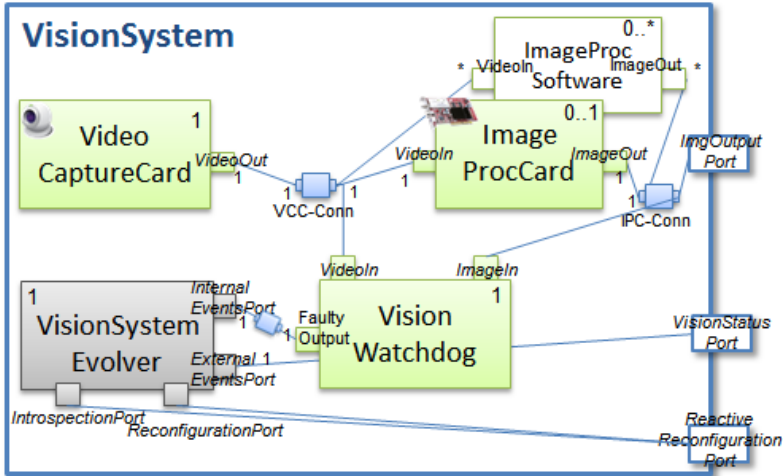 VisionSystem
0..*
ImageProc
Software
* VideoIn
ImageOut *
1
Video
CaptureCard
VideoOut
1
0..1
Image
ProcCard
VideoIn
ImageOut
1
1
1
VCC-Conn
1
1
IPC-Conn
ImgOutput
Port
VideoIn
ImageIn
1
VisionSystem
Evolver
Internal
EventsPort
1
1
External 1
EventsPort
Faulty
Output
1
Vision
Watchdog
VisionStatus
Port
IntrospectionPort
ReconfigurationPort
Reactive
Reconfiguration
Port